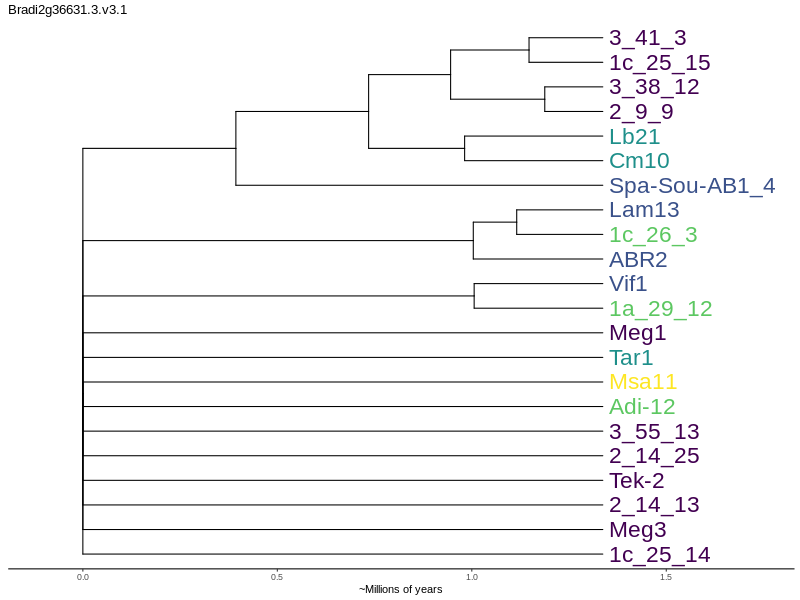 Bradi2g36631.3.v3.1
3_41_3
1c_25_15
3_38_12
2_9_9
Lb21
Cm10
Spa-Sou-AB1_4
Lam13
1c_26_3
ABR2
Vif1
1a_29_12
Meg1
Tar1
Msa11
Adi-12
3_55_13
2_14_25
Tek-2
2_14_13
Meg3
1c_25_14
0.0 0.5 1.0 1.5
~Millions of years